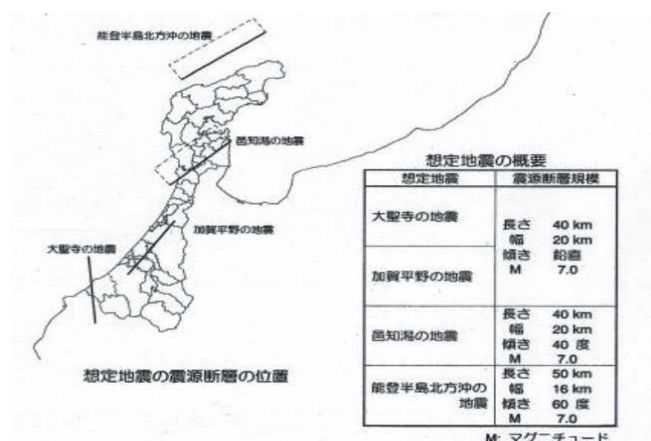 能登半島北方沖の地震
邑知潟の地震
加賀平野の地震
大聖寺の地震
想定地震の震源断層の位置
想定地震の概要
想定地震 震源断層規模
大聖寺の地震
加賀平野の地震
長さ 40 km
幅 20 km
傾き 鉛直
M 7.0
邑知潟の地震
長さ 40 km
幅 20 km
傾き 40 度
M 7.0
能登半島北方沖の
地震
長さ 50 km
幅 16 km
傾き 60 度
M 7.0
M: マグニチュード